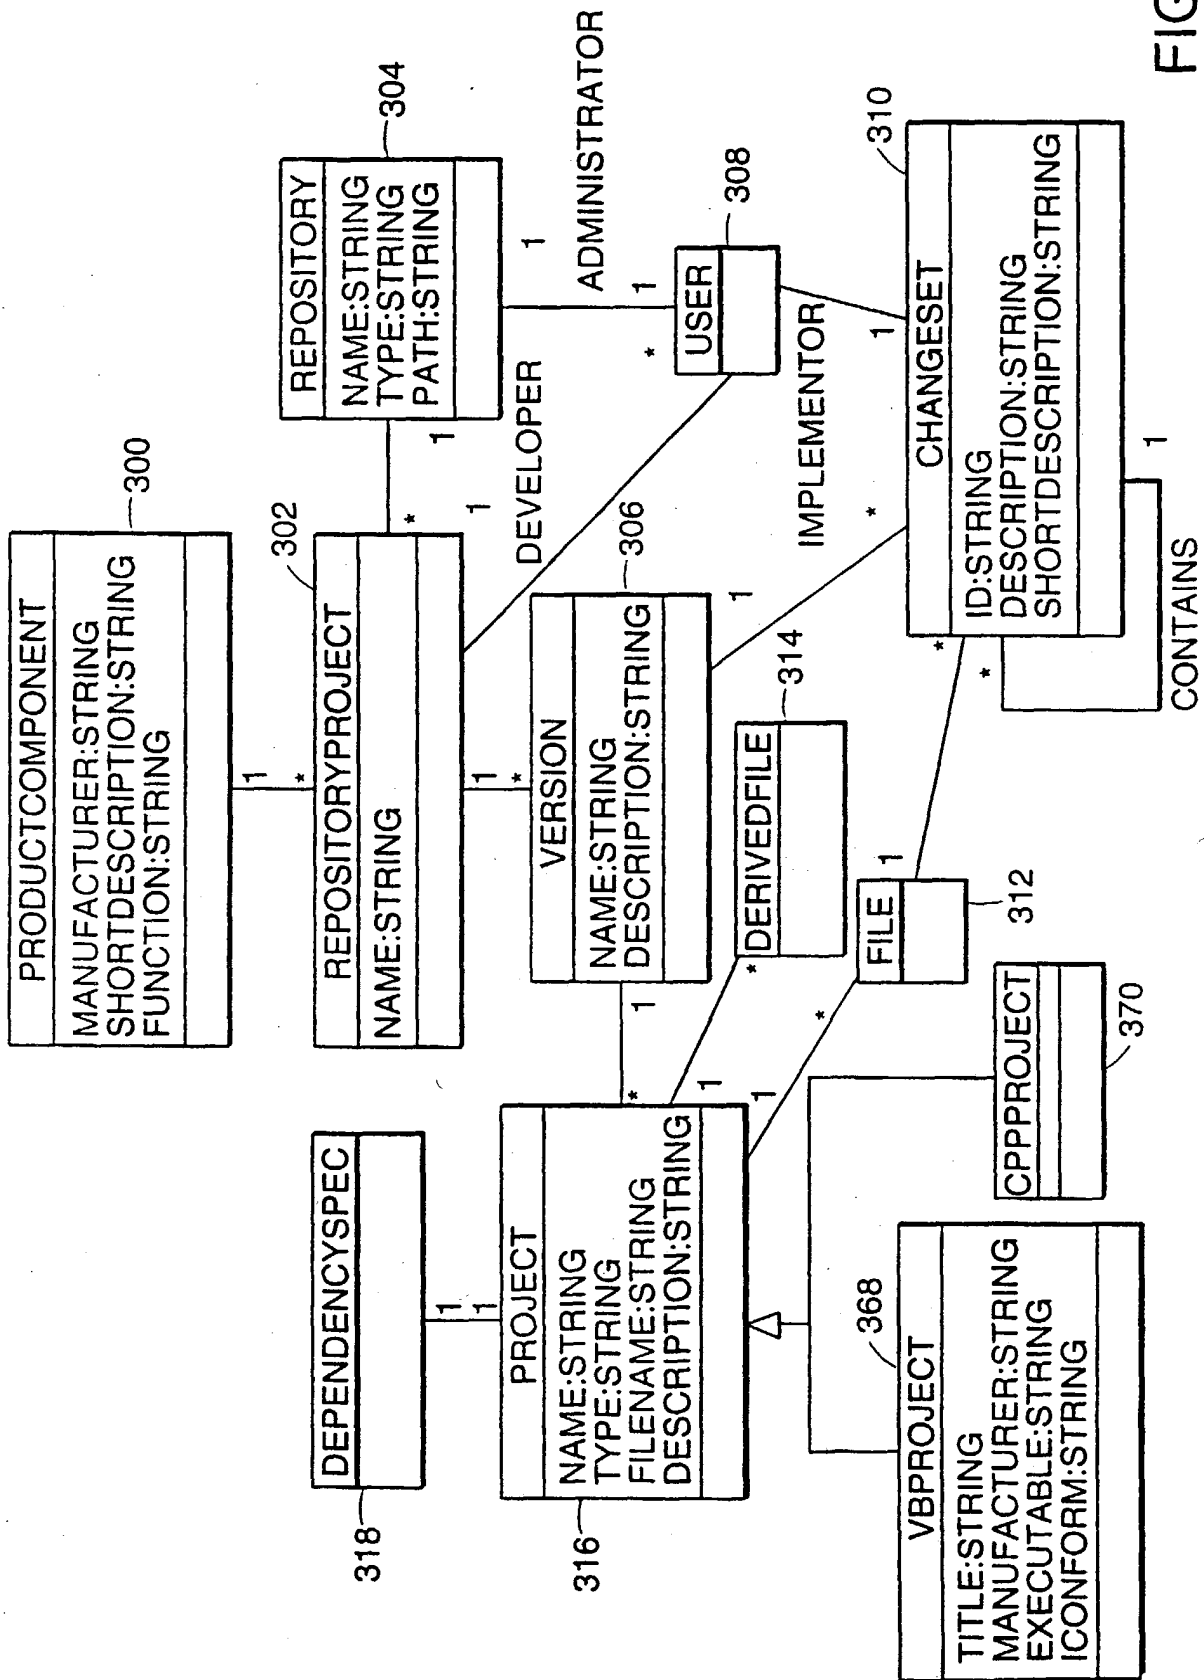 PRODUCTCOMPONENT
MANUFACTURER:STRING
SHORTDESCRIPTION:STRING
FUNCTION:STRING
300
1
*
302
REPOSITORYPROJECT
NAME:STRING
*
1
REPOSITORY
NAME:STRING
TYPE:STRING
PATH:STRING
304
1
ADMINISTRATOR
1
1
DEVELOPER
*
USER
308
1
*
VERSION
NAME:STRING
DESCRIPTION:STRING
306
1
IMPLEMENTOR
*
1
DEPENDENCYSPEC
318
1
1
PROJECT
NAME:STRING
TYPE:STRING
FILENAME:STRING
DESCRIPTION:STRING
316
*
1
1
*
DERIVEDFILE
314
1
*
FILE
312
1
*
CHANGESET
ID:STRING
DESCRIPTION:STRING
SHORTDESCRIPTION:STRING
310
*
1
CONTAINS
VBPROJECT
TITLE:STRING
MANUFACTURER:STRING
EXECUTABLE:STRING
ICONFORM:STRING
368
CPPPROJECT
370